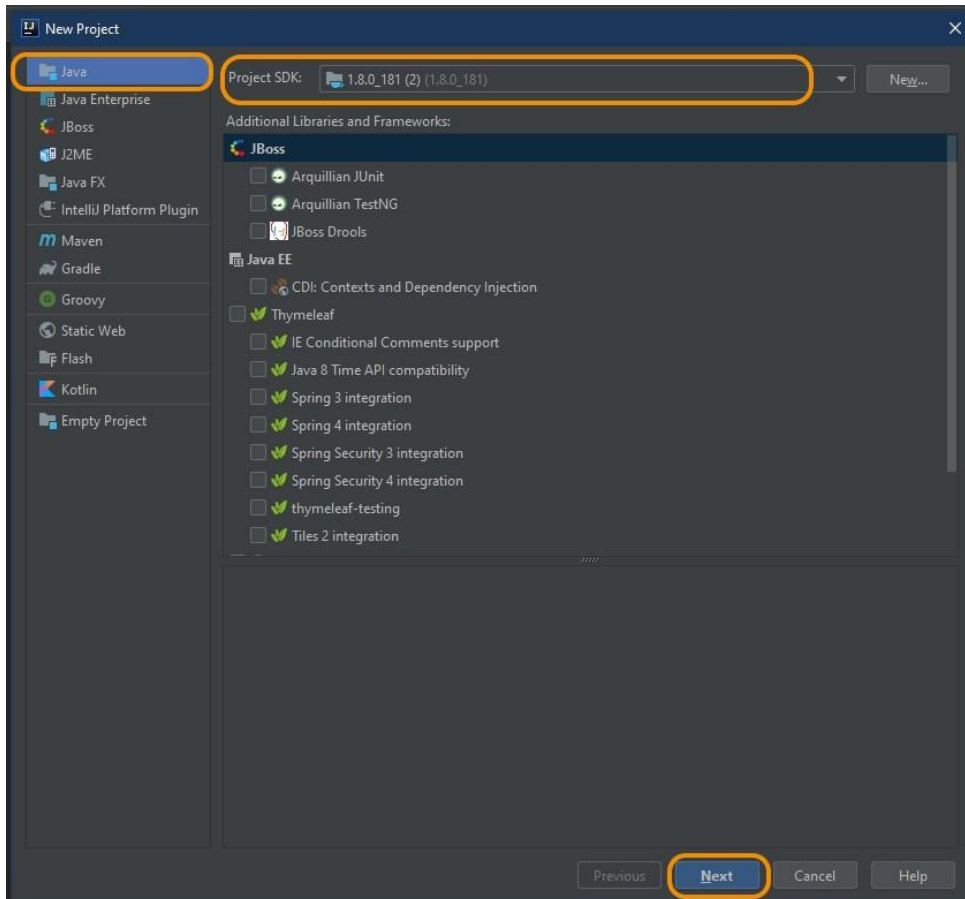 New Project
Java
Java Enterprise
JBoss
J2ME
Java FX
IntelliJ Platform Plugin
Maven
Gradle
Groovy
Static Web
Flash
Kotlin
Empty Project
Project SDK: 1.8.0_181 (2) (1.8.0_181) New...
Additional Libraries and Frameworks:
JBoss
Arquillian JUnit
Arquillian TestNG
JBoss Drools
Java EE
CDI: Contexts and Dependency Injection
Thymeleaf
IE Conditional Comments support
Java 8 Time API compatibility
Spring 3 integration
Spring 4 integration
Spring Security 3 integration
Spring Security 4 integration
thymeleaf-testing
Tiles 2 integration
Previous Next Cancel Help